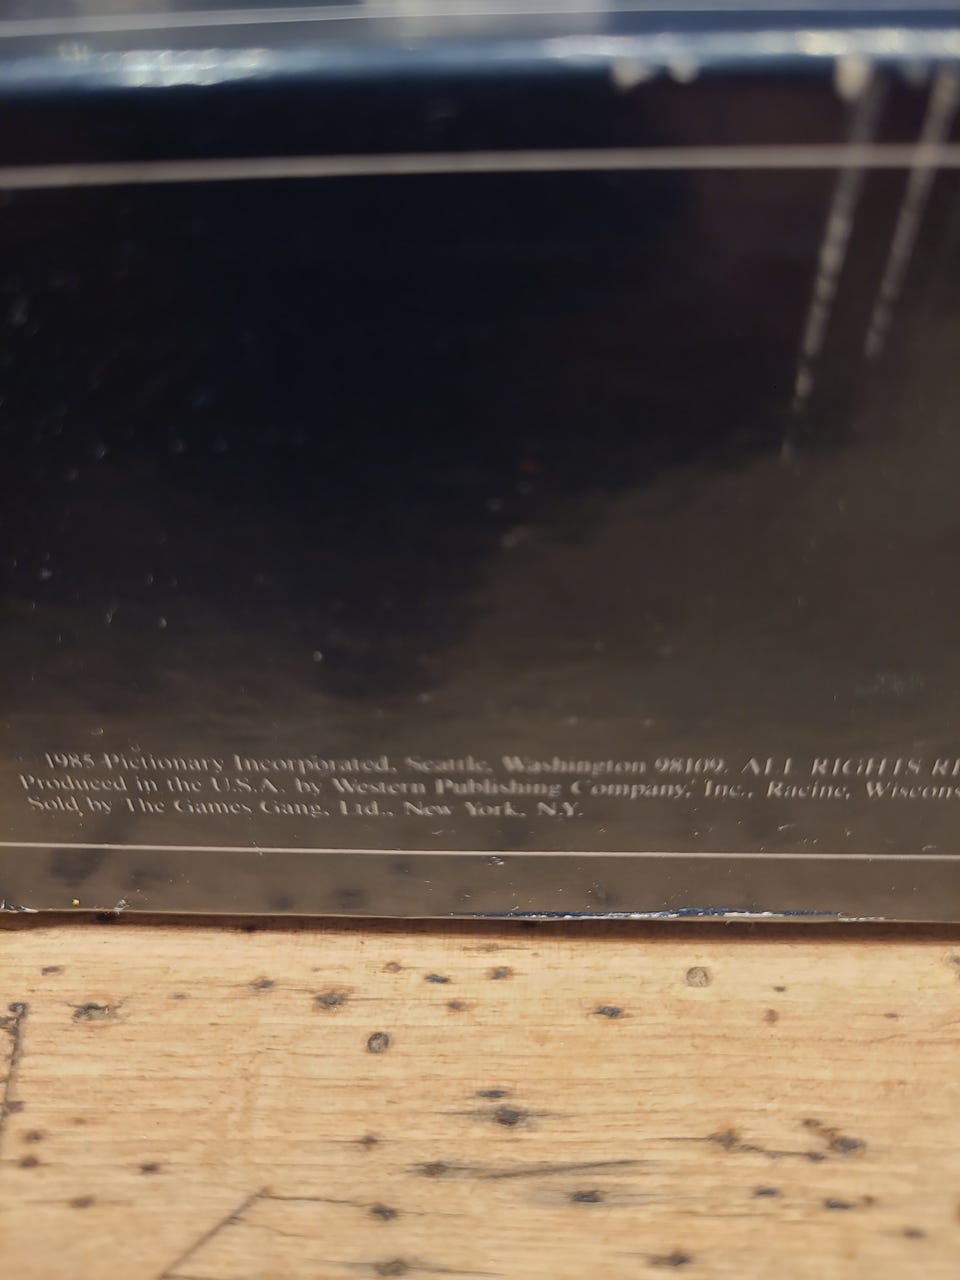 1985 Pictionary Incorporated, Seattle, Washington 98109. ALL RIGHTS
Produced in the U.S.A. by Western Publishing Company, Inc., Racine,
Sold by The Games Gang, Ltd., New York, N.Y.